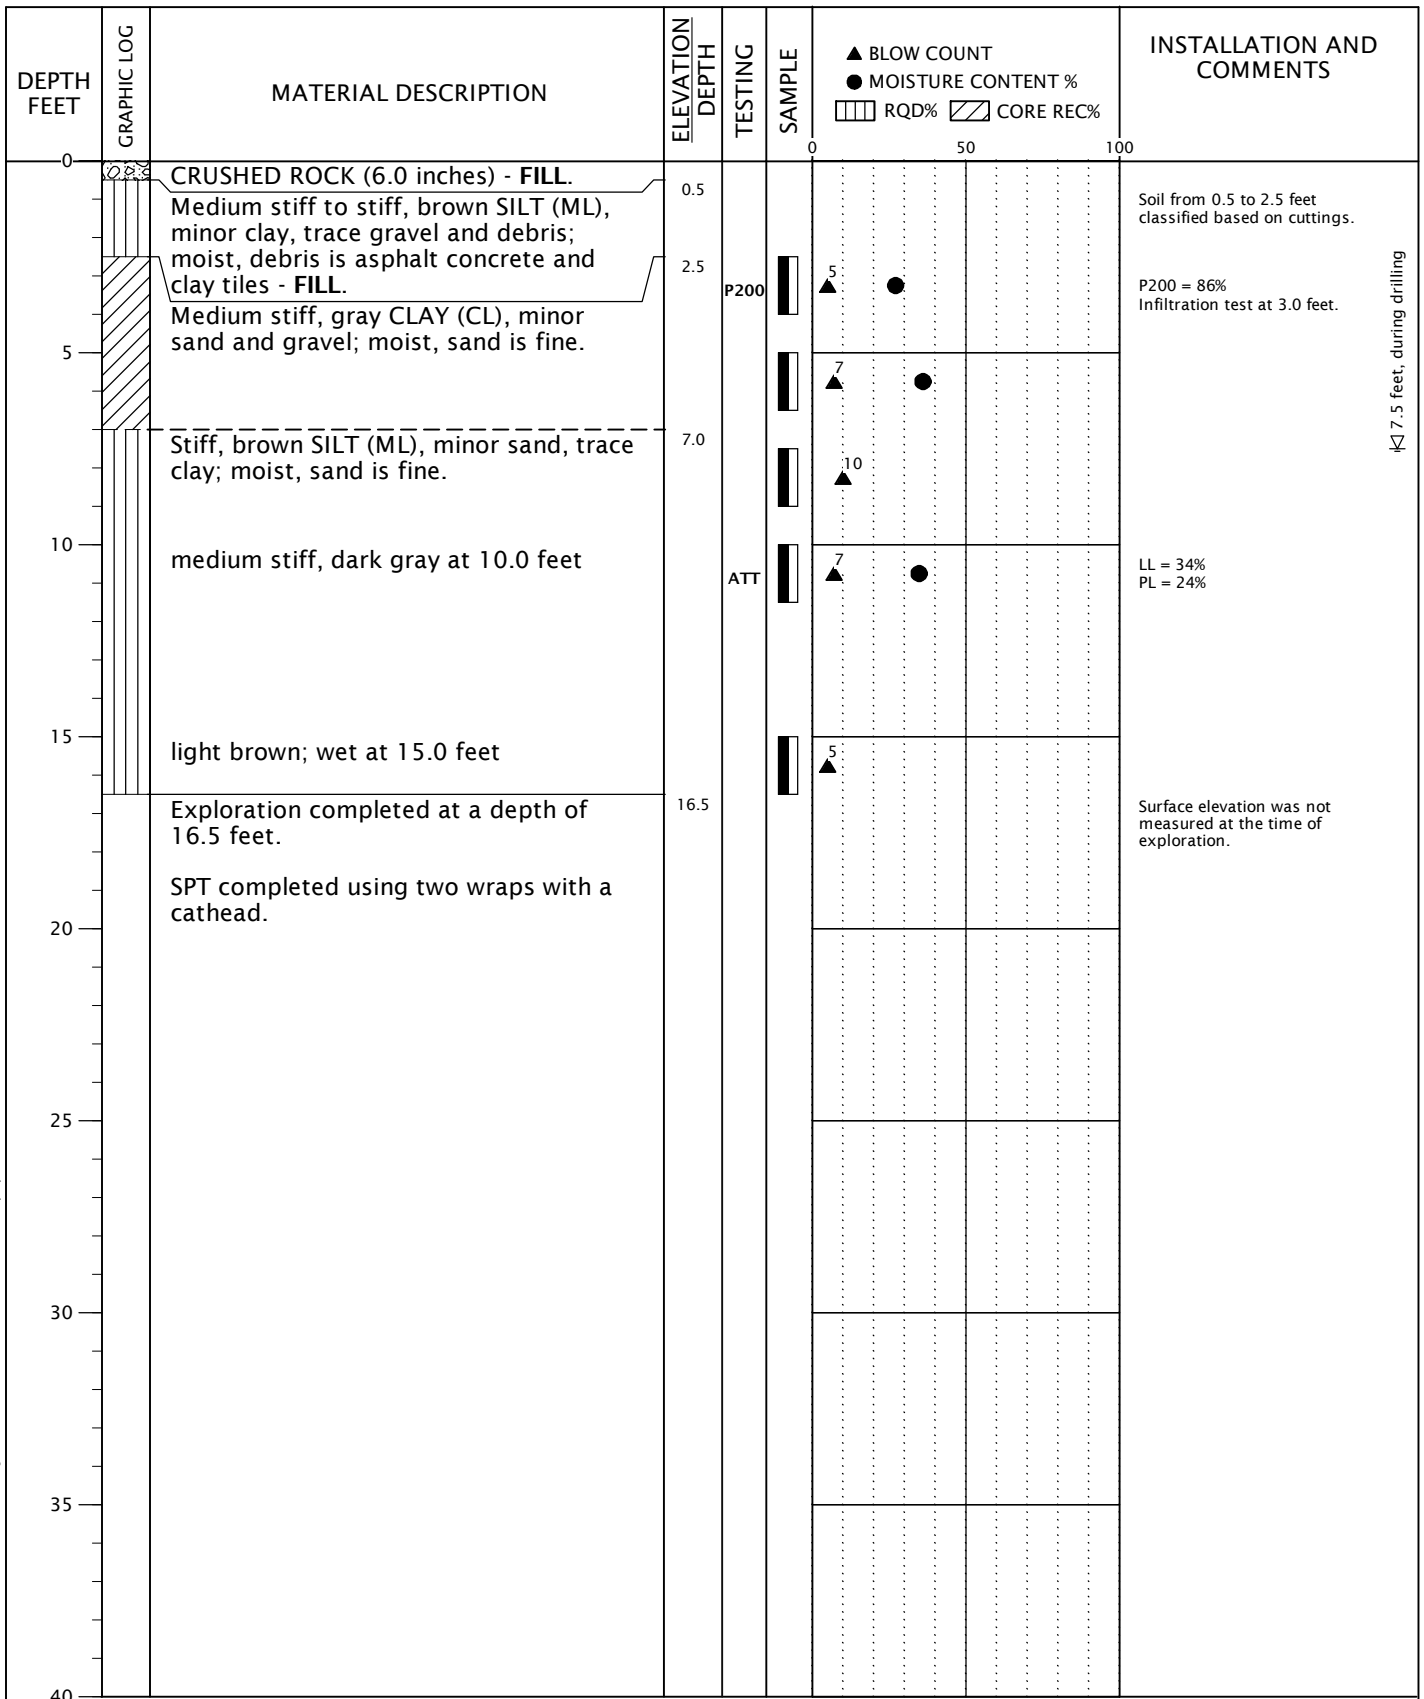 DEPTH
FEET
GRAPHIC LOG
MATERIAL DESCRIPTION
ELEVATION
DEPTH
TESTING
SAMPLE
▲ BLOW COUNT
● MOISTURE CONTENT %
RQD% CORE REC%
INSTALLATION AND
COMMENTS
0 50 100
0
CRUSHED ROCK (6.0 inches) - FILL.
0.5
Medium stiff to stiff, brown SILT (ML),
minor clay, trace gravel and debris;
moist, debris is asphalt concrete and
clay tiles - FILL.
Soil from 0.5 to 2.5 feet
classified based on cuttings.
2.5
P200
5
P200 = 86%
Infiltration test at 3.0 feet.
7.5 feet, during drilling
Medium stiff, gray CLAY (CL), minor
sand and gravel; moist, sand is fine.
5
7
7.0
Stiff, brown SILT (ML), minor sand, trace
clay; moist, sand is fine.
10
10
medium stiff, dark gray at 10.0 feet
ATT
7
LL = 34%
PL = 24%
15
light brown; wet at 15.0 feet
5
16.5
Exploration completed at a depth of
16.5 feet.
Surface elevation was not
measured at the time of
exploration.
SPT completed using two wraps with a
cathead.
20
25
30
35
40